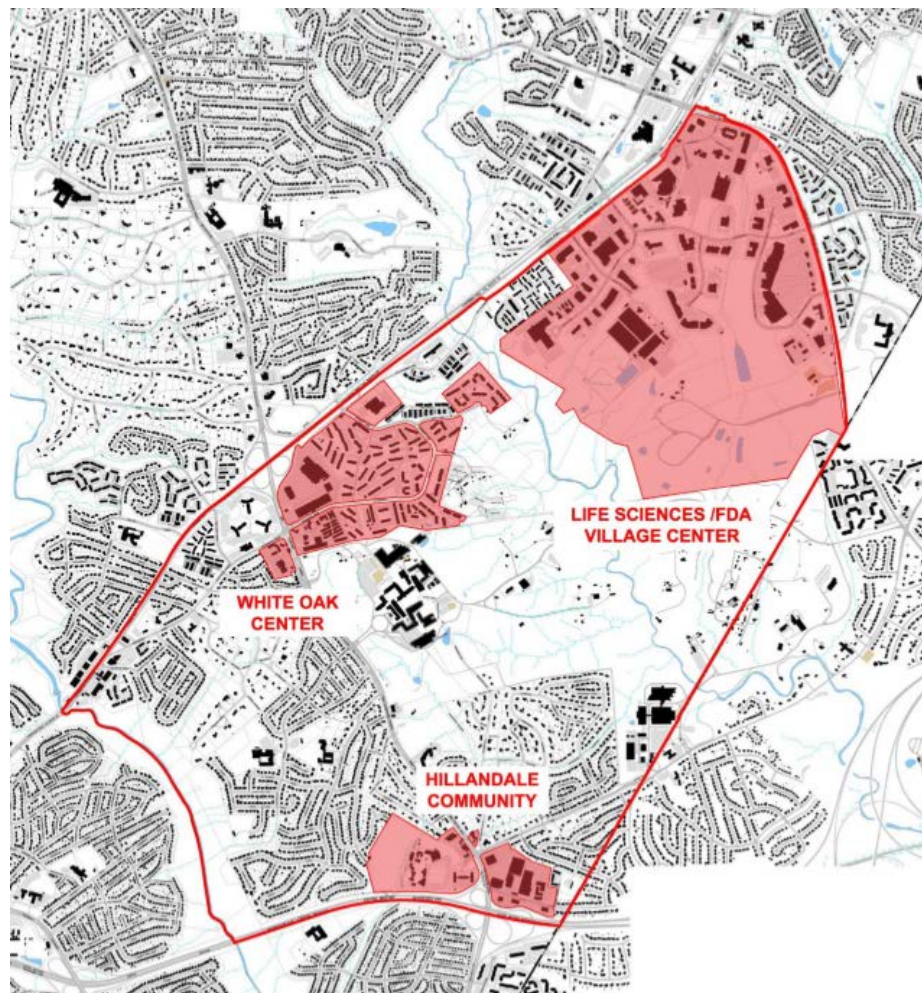 LIFE SCIENCES /FDA
VILLAGE CENTER
WHITE OAK
CENTER
HILLANDALE
COMMUNITY